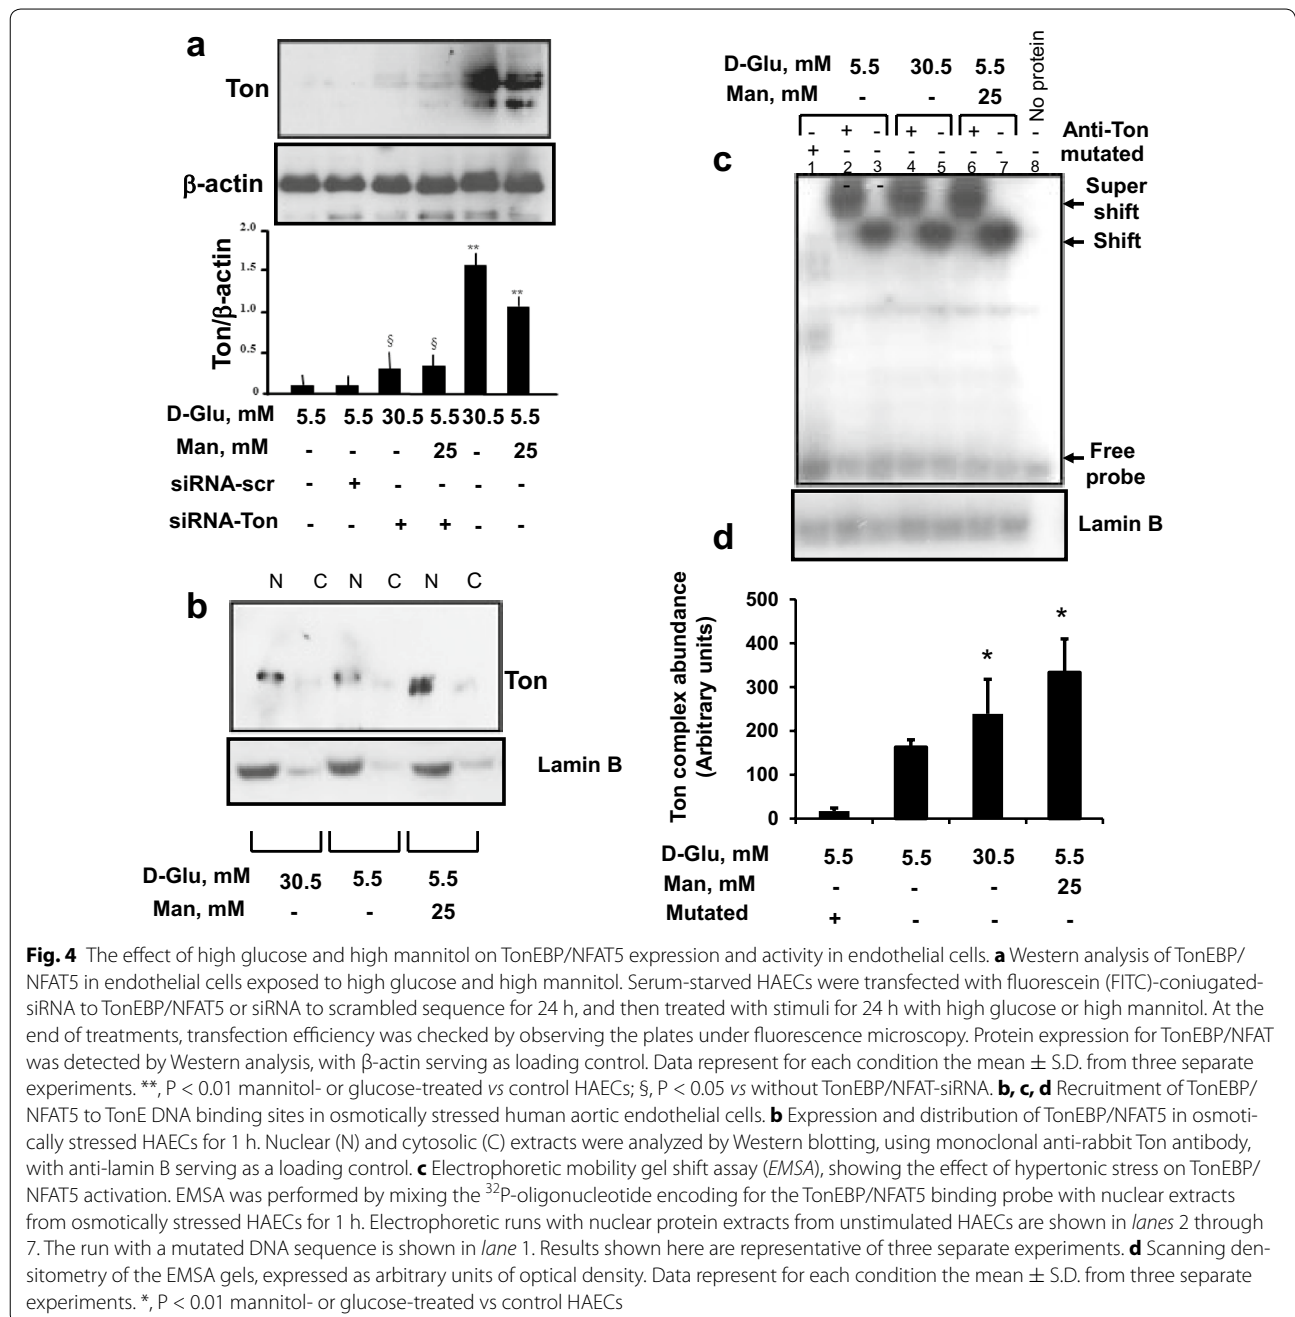 a
Ton
β-actin
Ton/β-actin
2.0
1.5
1.0
0.5
0
§ § ** **
D-Glu, mM 5.5 5.5 30.5 5.5 30.5 5.5
Man, mM - - - 25 - 25
siRNA-scr - + - - - -
siRNA-Ton - - + + - -
b
N C N C N C
Ton
Lamin B
D-Glu, mM 30.5 5.5 5.5
Man, mM - - 25
c
D-Glu, mM 5.5 30.5 5.5
Man, mM - - 25
No protein
- + - + - + - - Anti-Ton
+ - - - - - - - mutated
1 2 3 4 5 6 7 8
- -
Super
shift
Shift
Free
probe
Lamin B
d
Ton complex abundance
(Arbitrary units)
500
400
300
200
100
0
* *
D-Glu, mM 5.5 5.5 30.5 5.5
Man, mM - - - 25
Mutated + - - -
Fig. 4 The effect of high glucose and high mannitol on TonEBP/NFAT5 expression and activity in endothelial cells. a Western analysis of TonEBP/
NFAT5 in endothelial cells exposed to high glucose and high mannitol. Serum-starved HAECs were transfected with fluorescein (FITC)-coniugated-
siRNA to TonEBP/NFAT5 or siRNA to scrambled sequence for 24 h, and then treated with stimuli for 24 h with high glucose or high mannitol. At the
end of treatments, transfection efficiency was checked by observing the plates under fluorescence microscopy. Protein expression for TonEBP/NFAT
was detected by Western analysis, with β-actin serving as loading control. Data represent for each condition the mean ± S.D. from three separate
experiments. **, P < 0.01 mannitol- or glucose-treated vs control HAECs; §, P < 0.05 vs without TonEBP/NFAT-siRNA. b, c, d Recruitment of TonEBP/
NFAT5 to TonE DNA binding sites in osmotically stressed human aortic endothelial cells. b Expression and distribution of TonEBP/NFAT5 in osmoti-
cally stressed HAECs for 1 h. Nuclear (N) and cytosolic (C) extracts were analyzed by Western blotting, using monoclonal anti-rabbit Ton antibody,
with anti-lamin B serving as a loading control. c Electrophoretic mobility gel shift assay (EMSA), showing the effect of hypertonic stress on TonEBP/
NFAT5 activation. EMSA was performed by mixing the ³²P-oligonucleotide encoding for the TonEBP/NFAT5 binding probe with nuclear extracts
from osmotically stressed HAECs for 1 h. Electrophoretic runs with nuclear protein extracts from unstimulated HAECs are shown in lanes 2 through
7. The run with a mutated DNA sequence is shown in lane 1. Results shown here are representative of three separate experiments. d Scanning den-
sitometry of the EMSA gels, expressed as arbitrary units of optical density. Data represent for each condition the mean ± S.D. from three separate
experiments. *, P < 0.01 mannitol- or glucose-treated vs control HAECs